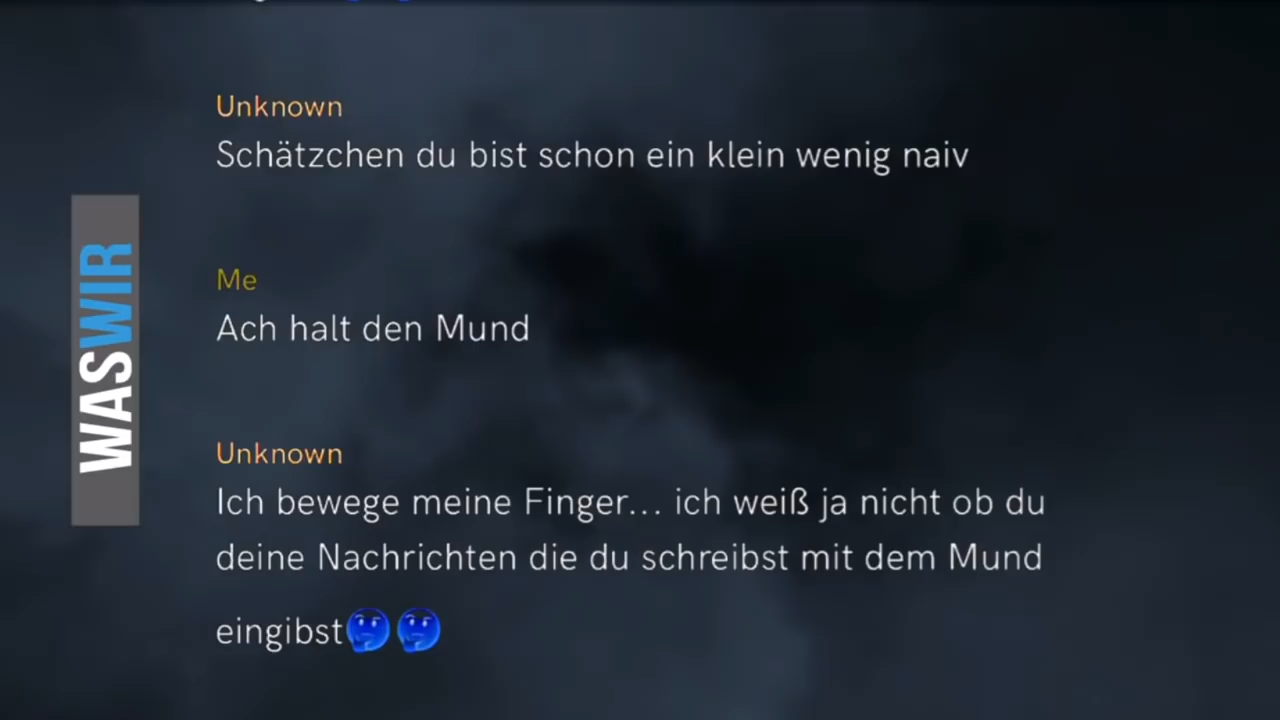 Unknown
Schätzchen du bist schon ein klein wenig naiv
WASWIR
Me
Ach halt den Mund
Unknown
Ich bewege meine Finger... ich weiß ja nicht ob du
deine Nachrichten die du schreibst mit dem Mund
eingibst🤔🤔